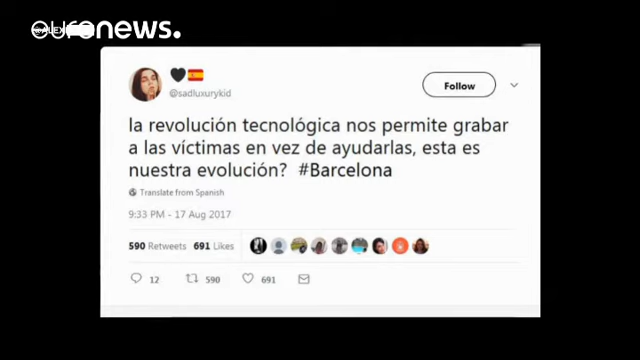 euronews.
@sadluxurykid
Follow
la revolución tecnológica nos permite grabar
a las víctimas en vez de ayudarlas, esta es
nuestra evolución? #Barcelona
Translate from Spanish
9:33 PM - 17 Aug 2017
590 Retweets 691 Likes
12 590 691